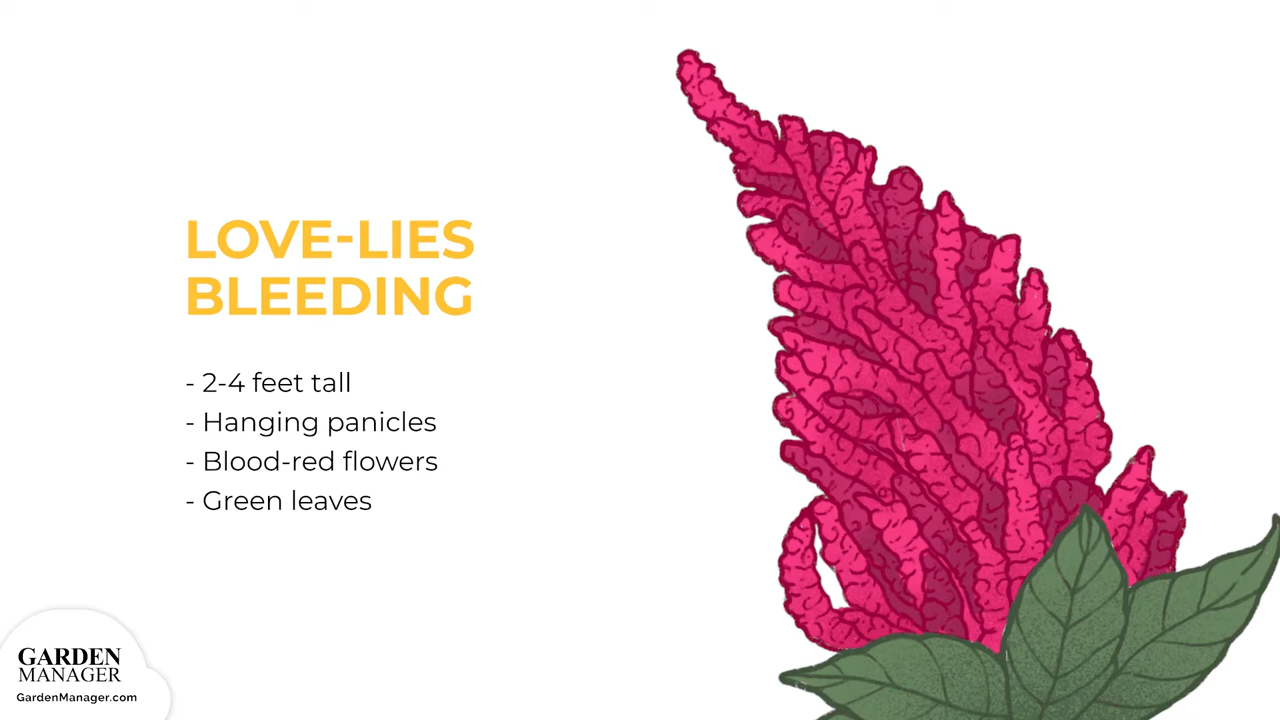 LOVE-LIES
BLEEDING
- 2-4 feet tall
- Hanging panicles
- Blood-red flowers
- Green leaves
GARDEN
MANAGER
GardenManager.com